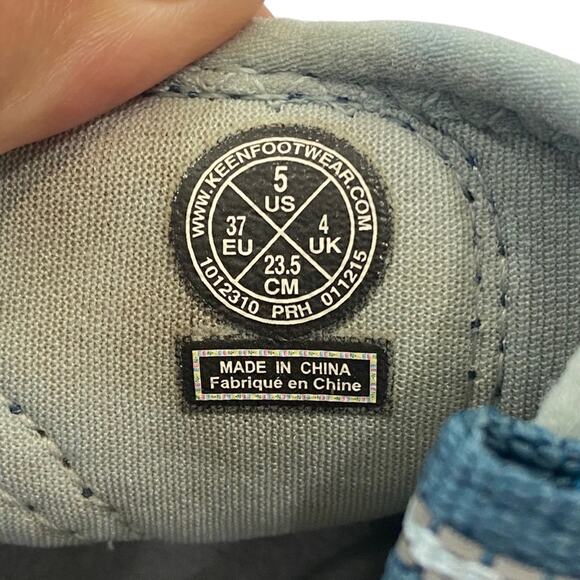 WWW.KEENFOOTWEAR.COM
5
US
37
EU
4
UK
23.5
CM
1012310 PRH 011215
MADE IN CHINA
Fabriqué en Chine